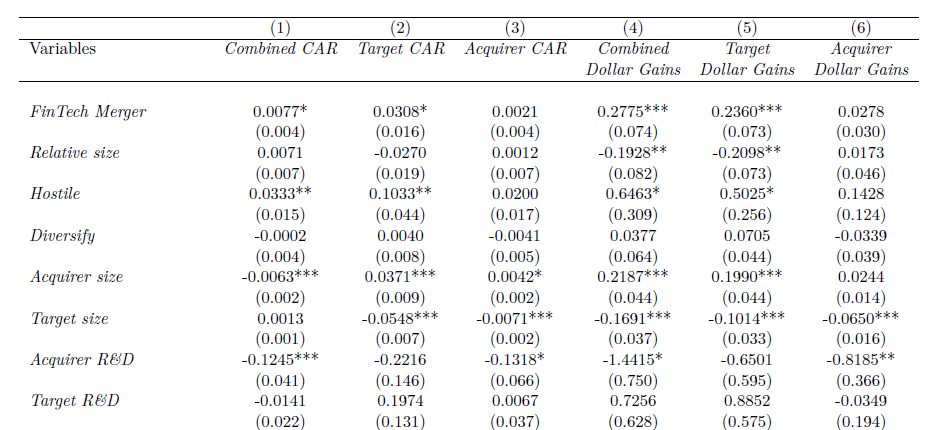 (1) (2) (3) (4) (5) (6)
Variables Combined CAR Target CAR Acquirer CAR Combined Target Acquirer
Dollar Gains Dollar Gains Dollar Gains
FinTech Merger 0.0077* 0.0308* 0.0021 0.2775*** 0.2360*** 0.0278
(0.004) (0.016) (0.004) (0.074) (0.073) (0.030)
Relative size 0.0071 -0.0270 0.0012 -0.1928** -0.2098** 0.0173
(0.007) (0.019) (0.007) (0.082) (0.073) (0.046)
Hostile 0.0333** 0.1033** 0.0200 0.6463* 0.5025* 0.1428
(0.015) (0.044) (0.017) (0.309) (0.256) (0.124)
Diversify -0.0002 0.0040 -0.0041 0.0377 0.0705 -0.0339
(0.004) (0.008) (0.005) (0.064) (0.044) (0.039)
Acquirer size -0.0063*** 0.0371*** 0.0042* 0.2187*** 0.1990*** 0.0244
(0.002) (0.009) (0.002) (0.044) (0.044) (0.014)
Target size 0.0013 -0.0548*** -0.0071*** -0.1691*** -0.1014*** -0.0650***
(0.001) (0.007) (0.002) (0.037) (0.033) (0.016)
Acquirer R&D -0.1245*** -0.2216 -0.1318* -1.4415* -0.6501 -0.8185**
(0.041) (0.146) (0.066) (0.750) (0.595) (0.366)
Target R&D -0.0141 0.1974 0.0067 0.7256 0.8852 -0.0349
(0.022) (0.131) (0.037) (0.628) (0.575) (0.194)